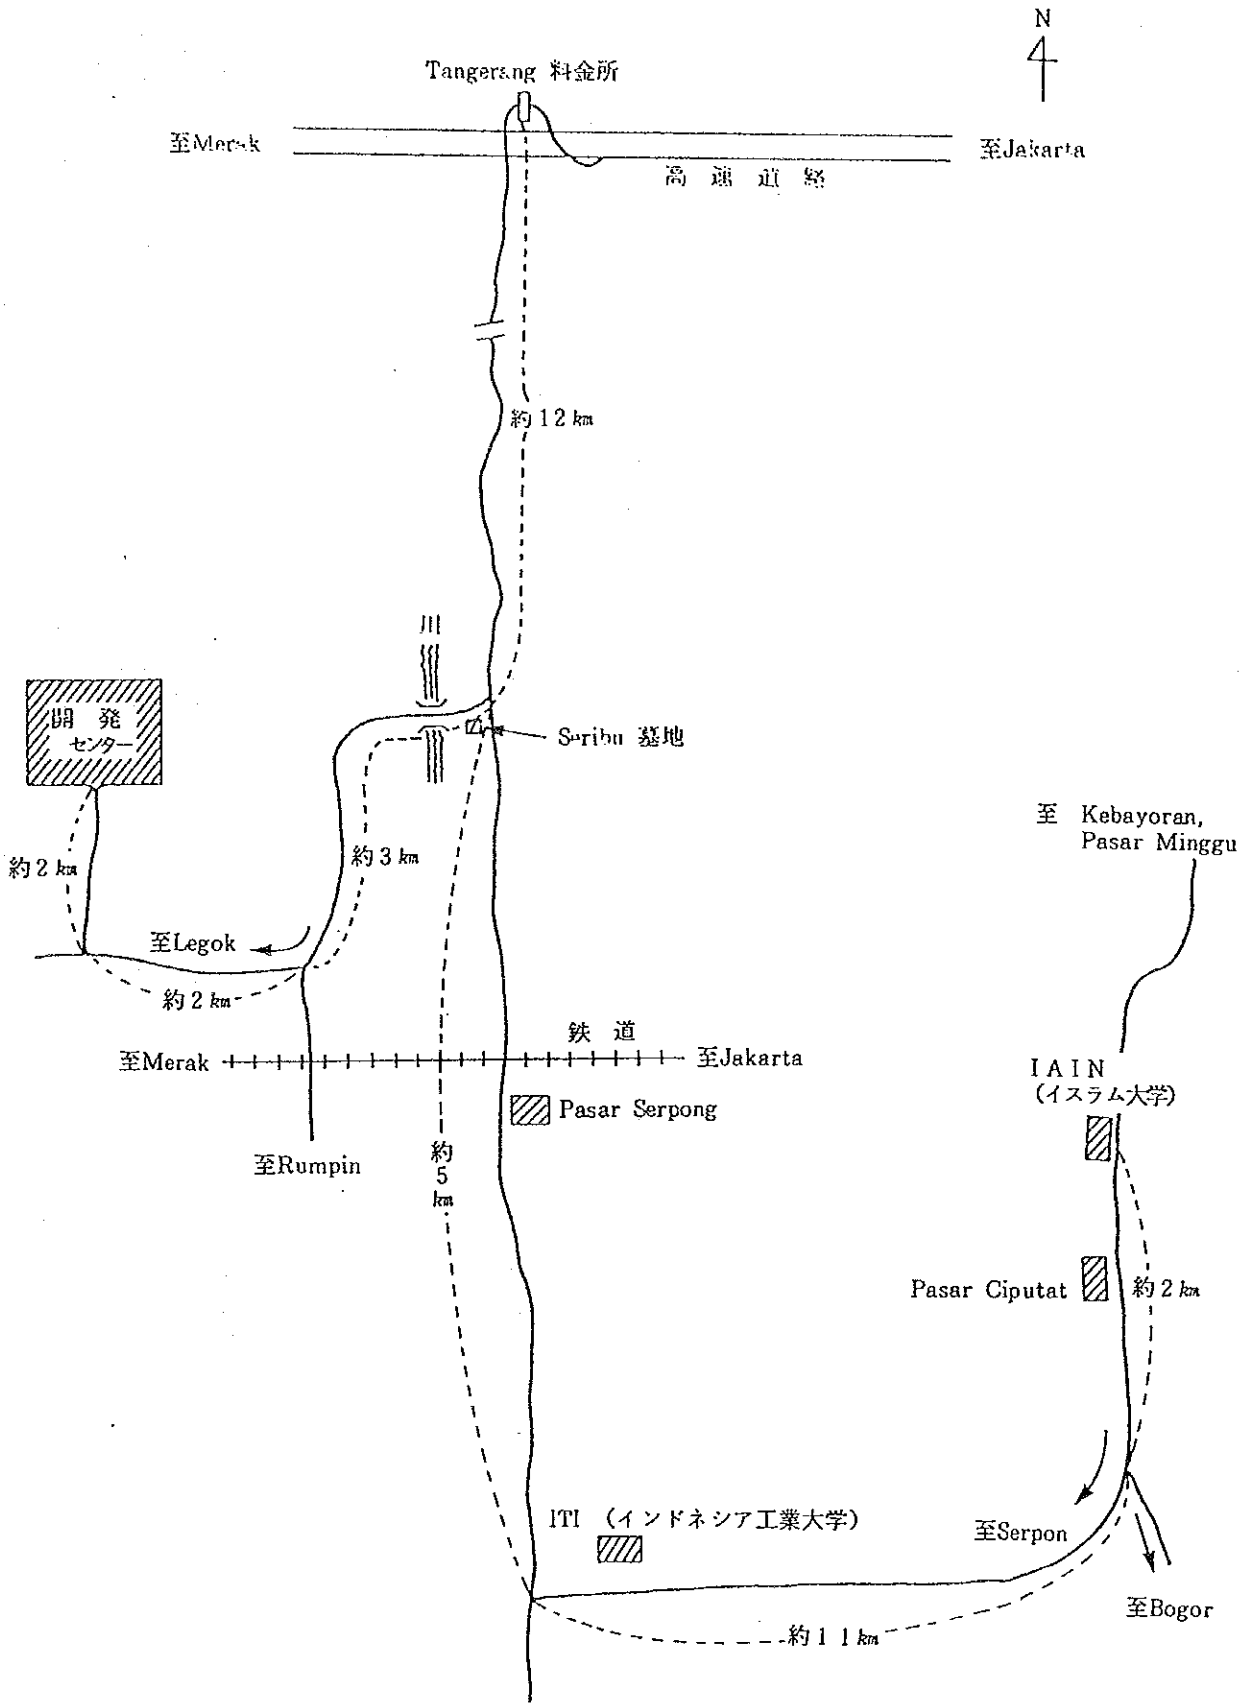 N
Tangerang 料金所
至Merak
至Jakarta
高速道路
約12km
川
開発
センター
Seribu 墓地
至 Kebayoran,
Pasar Minggu
約2km
約3km
至Legok
約2km
鉄道
至Merak
至Jakarta
IAIN
(イスラム大学)
Pasar Serpong
約
5
km
至Rumpin
Pasar Ciputat
約2km
ITI (インドネシア工業大学)
至Serpon
至Bogor
約11km